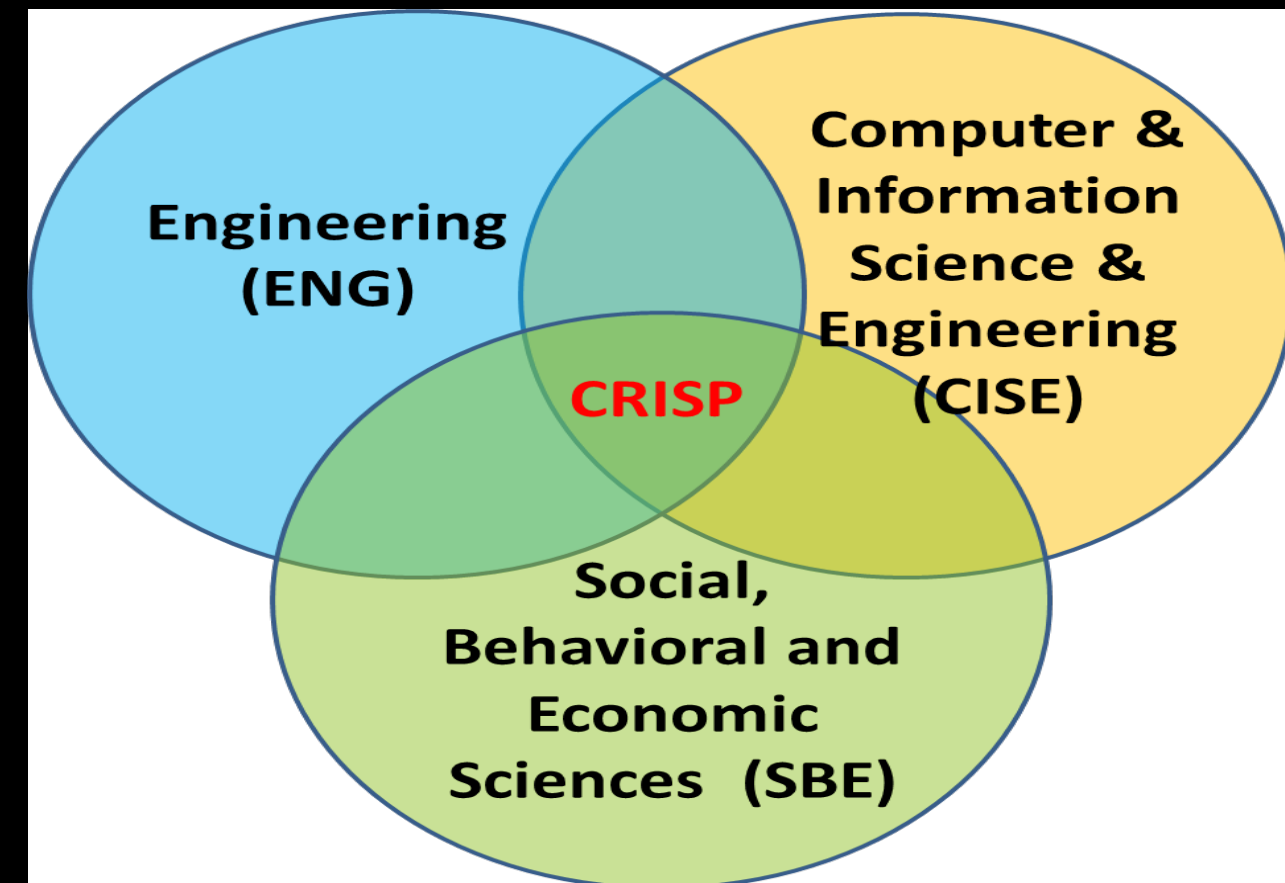 Engineering
(ENG)
Computer &
Information
Science &
Engineering
(CISE)
CRISP
Social,
Behavioral and
Economic
Sciences (SBE)